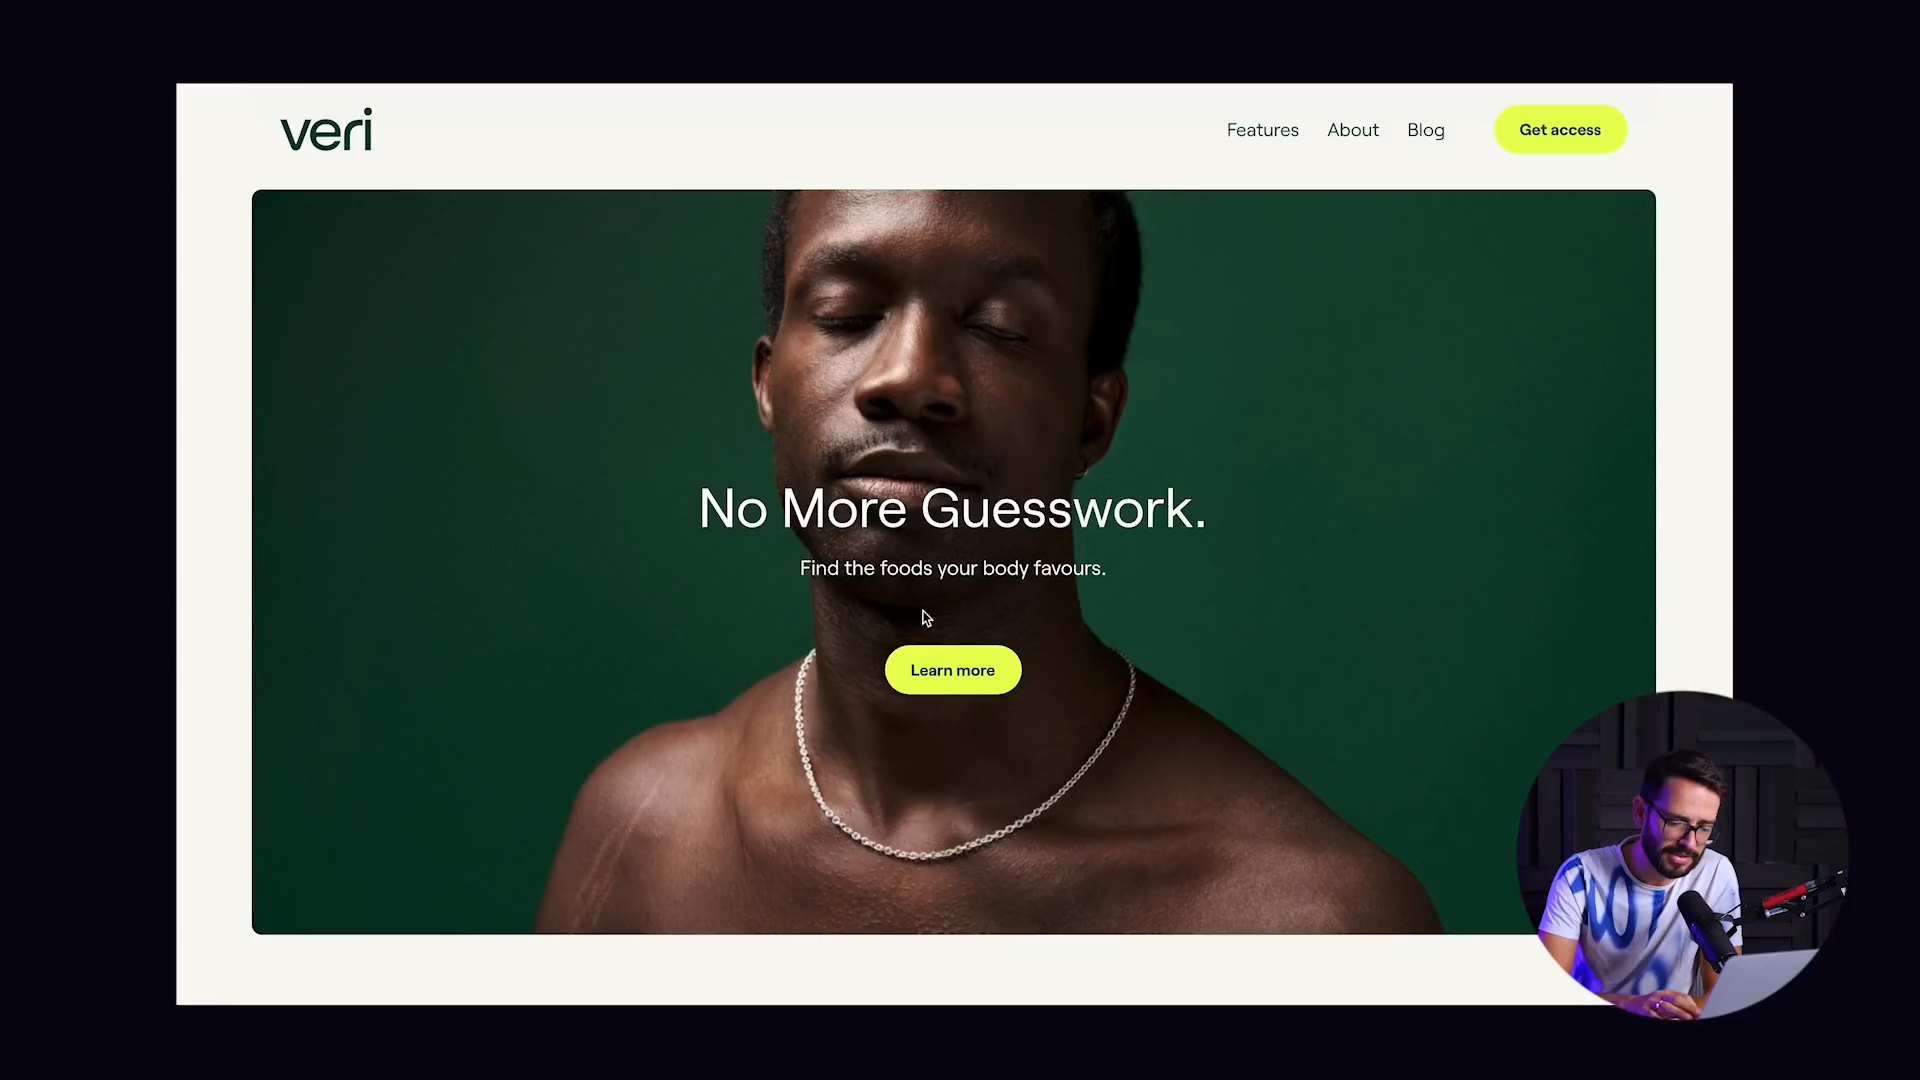 veri
Features
About
Blog
Get access
No More Guesswork.
Find the foods your body favours.
Learn more